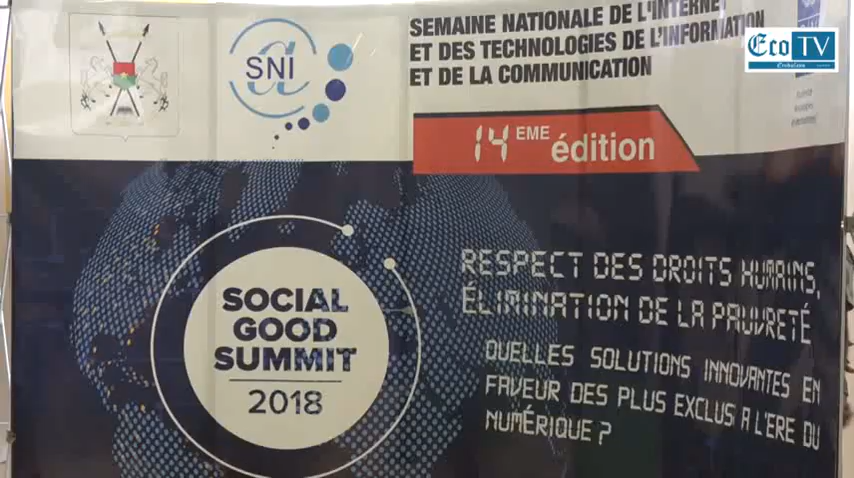 SNI
SEMAINE NATIONALE DE L'INTERNET
ET DES TECHNOLOGIES DE L'INFORMATION
ET DE LA COMMUNICATION
14 EME édition
Eco TV
SOCIAL
GOOD
SUMMIT
2018
RESPECT DES DROITS HUMAINS,
ÉLIMINATION DE LA PAUVRETÉ
QUELLES SOLUTIONS INNOVANTES EN
FAVEUR DES PLUS EXCLUS A L'ERE DU
NUMÉRIQUE ?